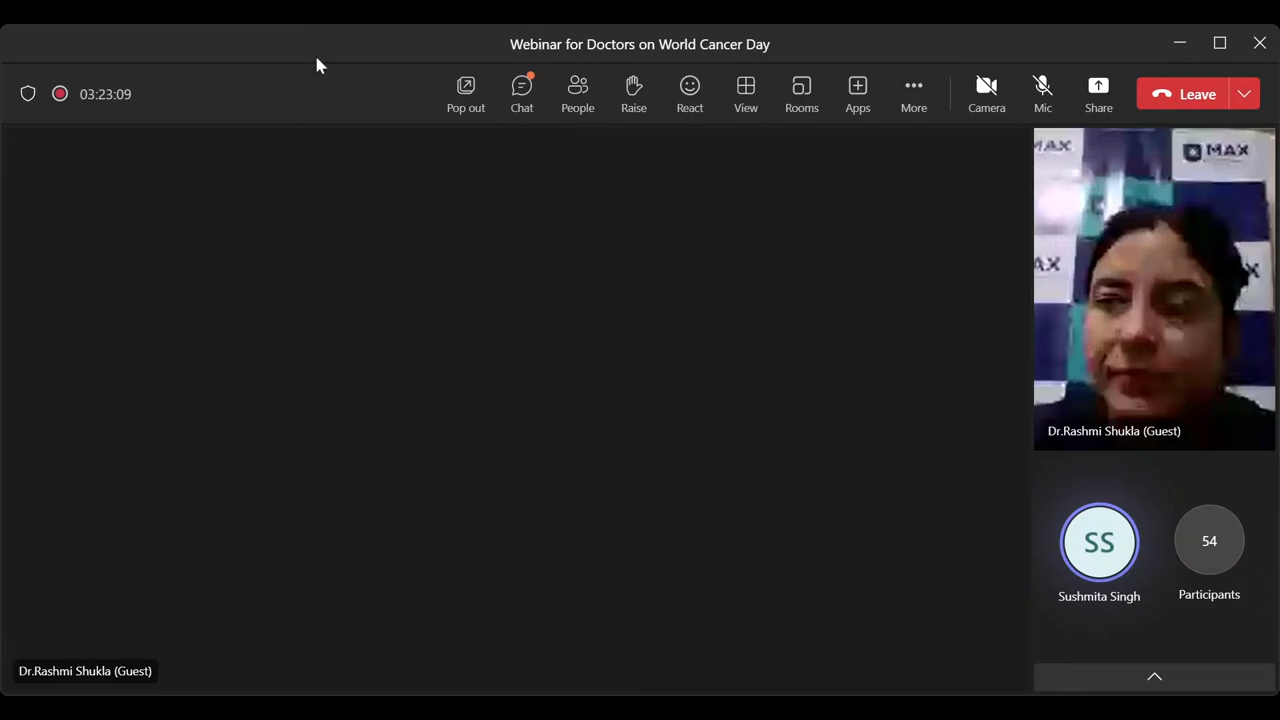 Webinar for Doctors on World Cancer Day
03:23:09
Pop out
Chat
People
Raise
React
View
Rooms
Apps
More
Camera
Mic
Share
Leave
MAX
MAX
Dr.Rashmi Shukla (Guest)
SS
Sushmita Singh
54
Participants
Dr.Rashmi Shukla (Guest)